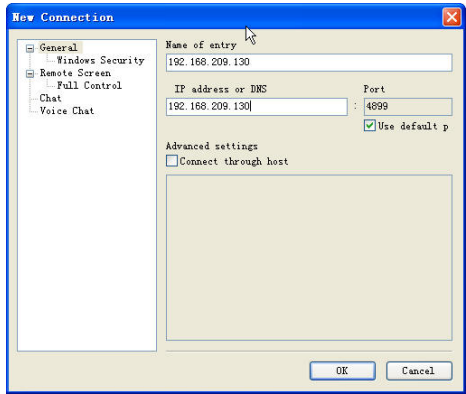 New Connection
General
Windows Security
Remote Screen
Full Control
Chat
Voice Chat
Name of entry
192.168.209.130
IP address or DNS
Port
192.168.209.130
:
4899
Use default p
Advanced settings
Connect through host
OK
Cancel